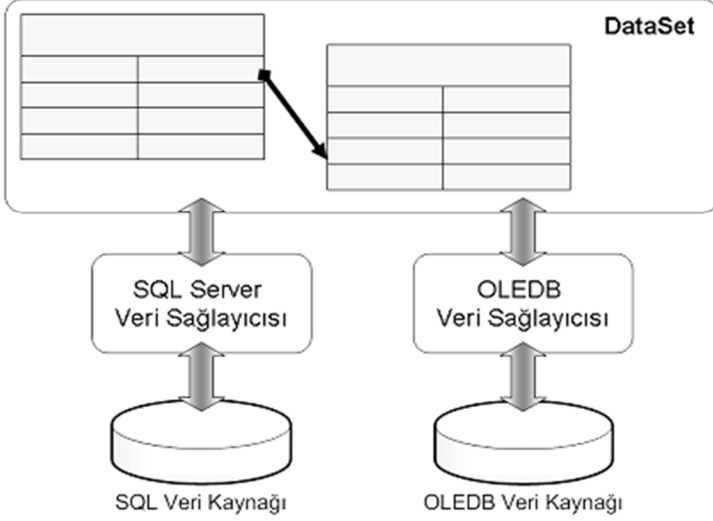 DataSet
SQL Server
Veri Sağlayıcısı
OLEDB
Veri Sağlayıcısı
SQL Veri Kaynağı
OLEDB Veri Kaynağı